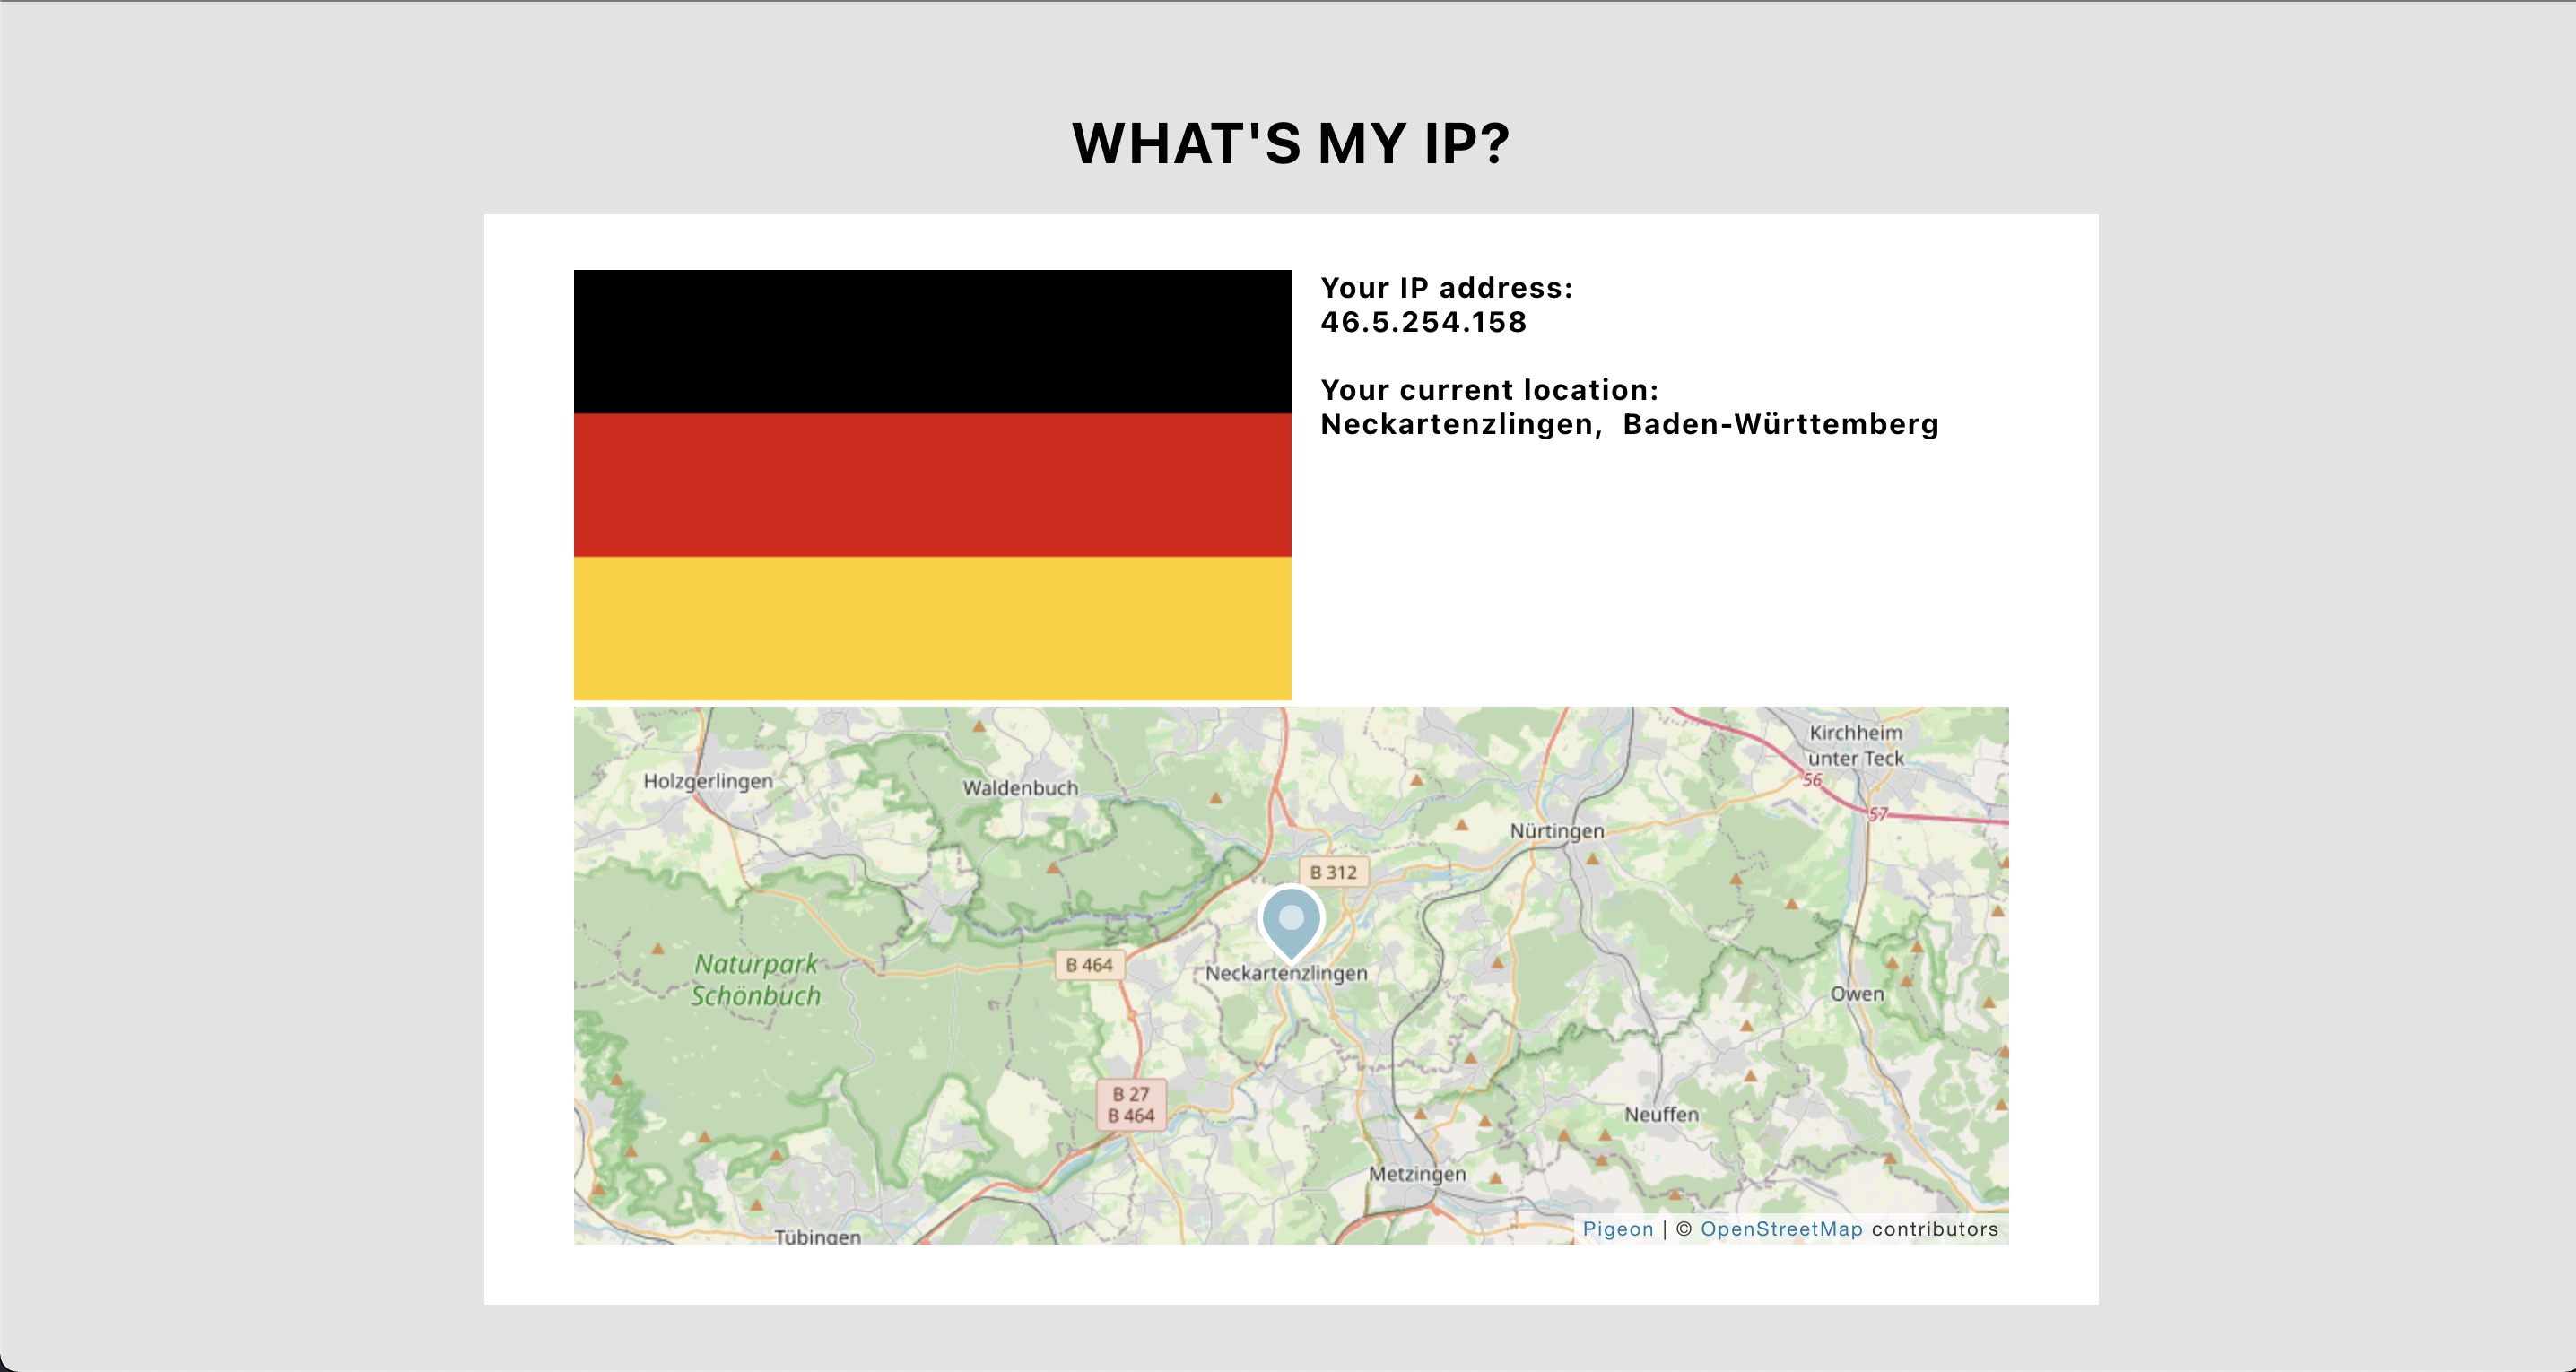 WHAT'S MY IP?
Your IP address:
46.5.254.158
Your current location:
Neckartenzlingen,  Baden-Württemberg
Kirchheim
unter Teck
Holzgerlingen
Waldenbuch
56
57
Nürtingen
B 312
Naturpark
Schönbuch
B 464
Neckartenzlingen
Owen
B 27
B 464
Neuffen
Metzingen
Tübingen
Pigeon | © OpenStreetMap contributors